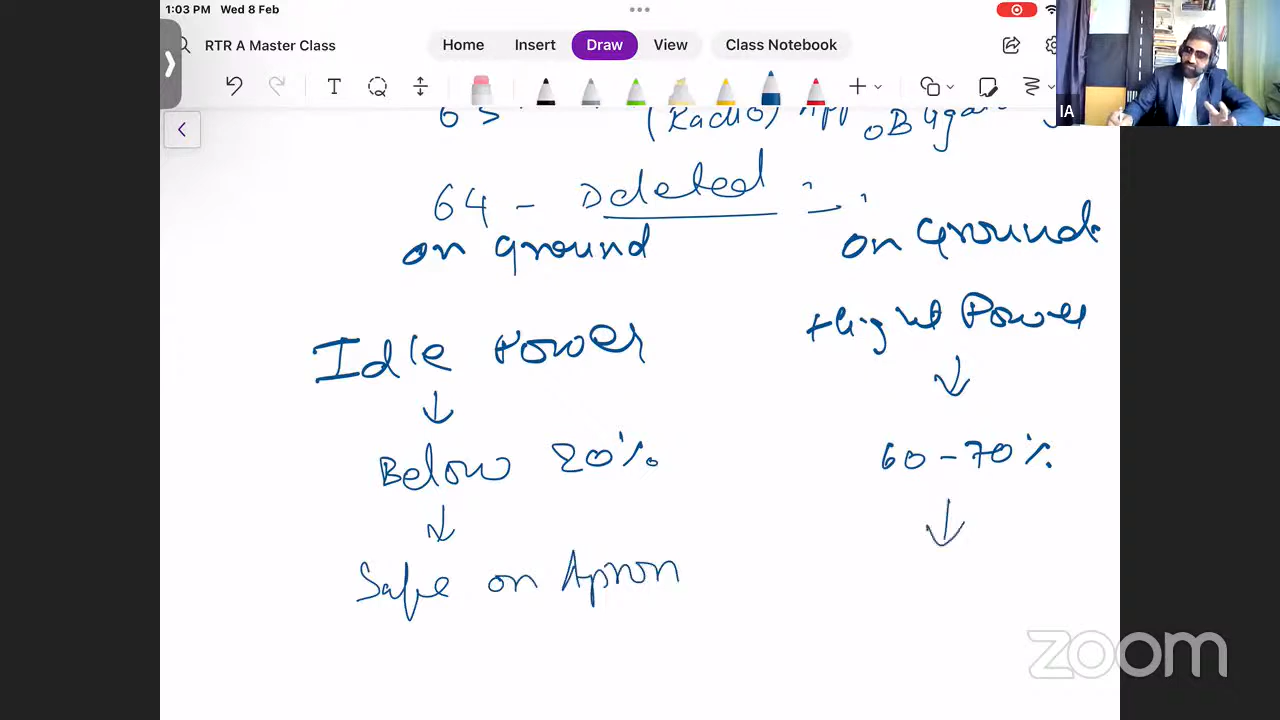 1:03 PM Wed 8 Feb
RTR A Master Class
Home Insert Draw View Class Notebook
T
IA
(Radio) App
64 - Deleted
on Ground on Ground
Idle Power Flight Power
Below 20% 60-70%
Safe on Apron
zoom